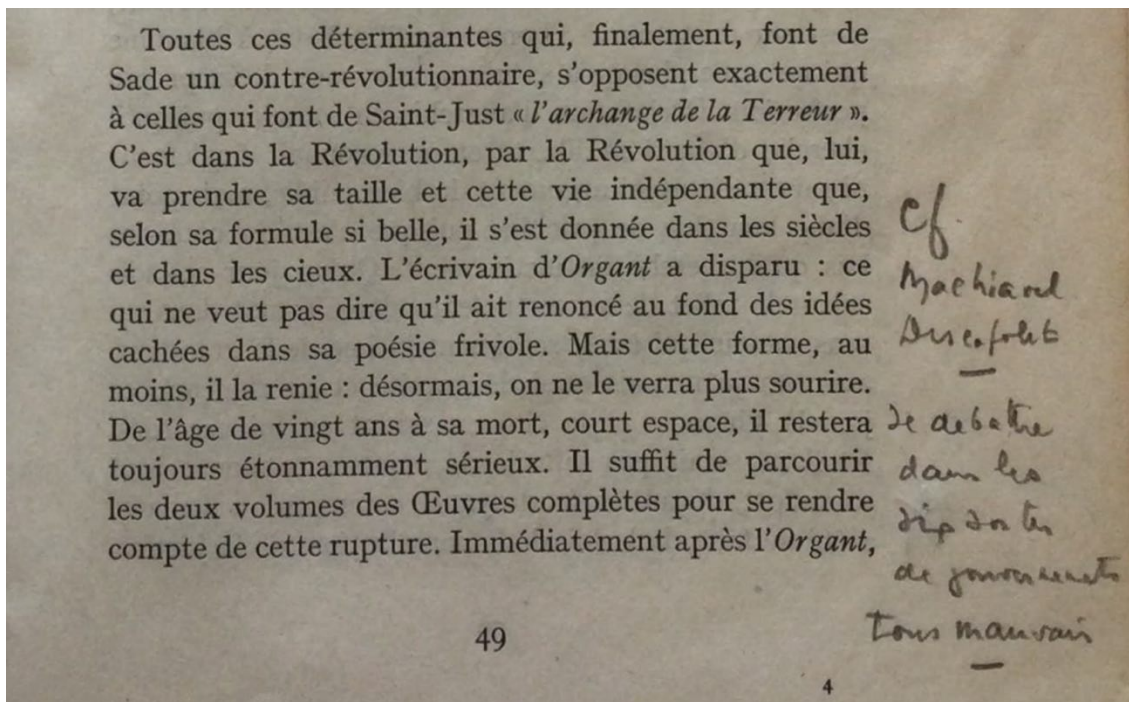 Toutes ces déterminantes qui, finalement, font de
Sade un contre-révolutionnaire, s'opposent exactement
à celles qui font de Saint-Just « l'archange de la Terreur ».
C'est dans la Révolution, par la Révolution que, lui,
va prendre sa taille et cette vie indépendante que,
selon sa formule si belle, il s'est donnée dans les siècles
et dans les cieux. L'écrivain d'Organt a disparu : ce
qui ne veut pas dire qu'il ait renoncé au fond des idées
cachées dans sa poésie frivole. Mais cette forme, au
moins, il la renie : désormais, on ne le verra plus sourire.
De l'âge de vingt ans à sa mort, court espace, il restera
toujours étonnamment sérieux. Il suffit de parcourir
les deux volumes des Œuvres complètes pour se rendre
compte de cette rupture. Immédiatement après l'Organt,
cf.
se debattre
dans les
de gouvernements
tous mauvais
49
4